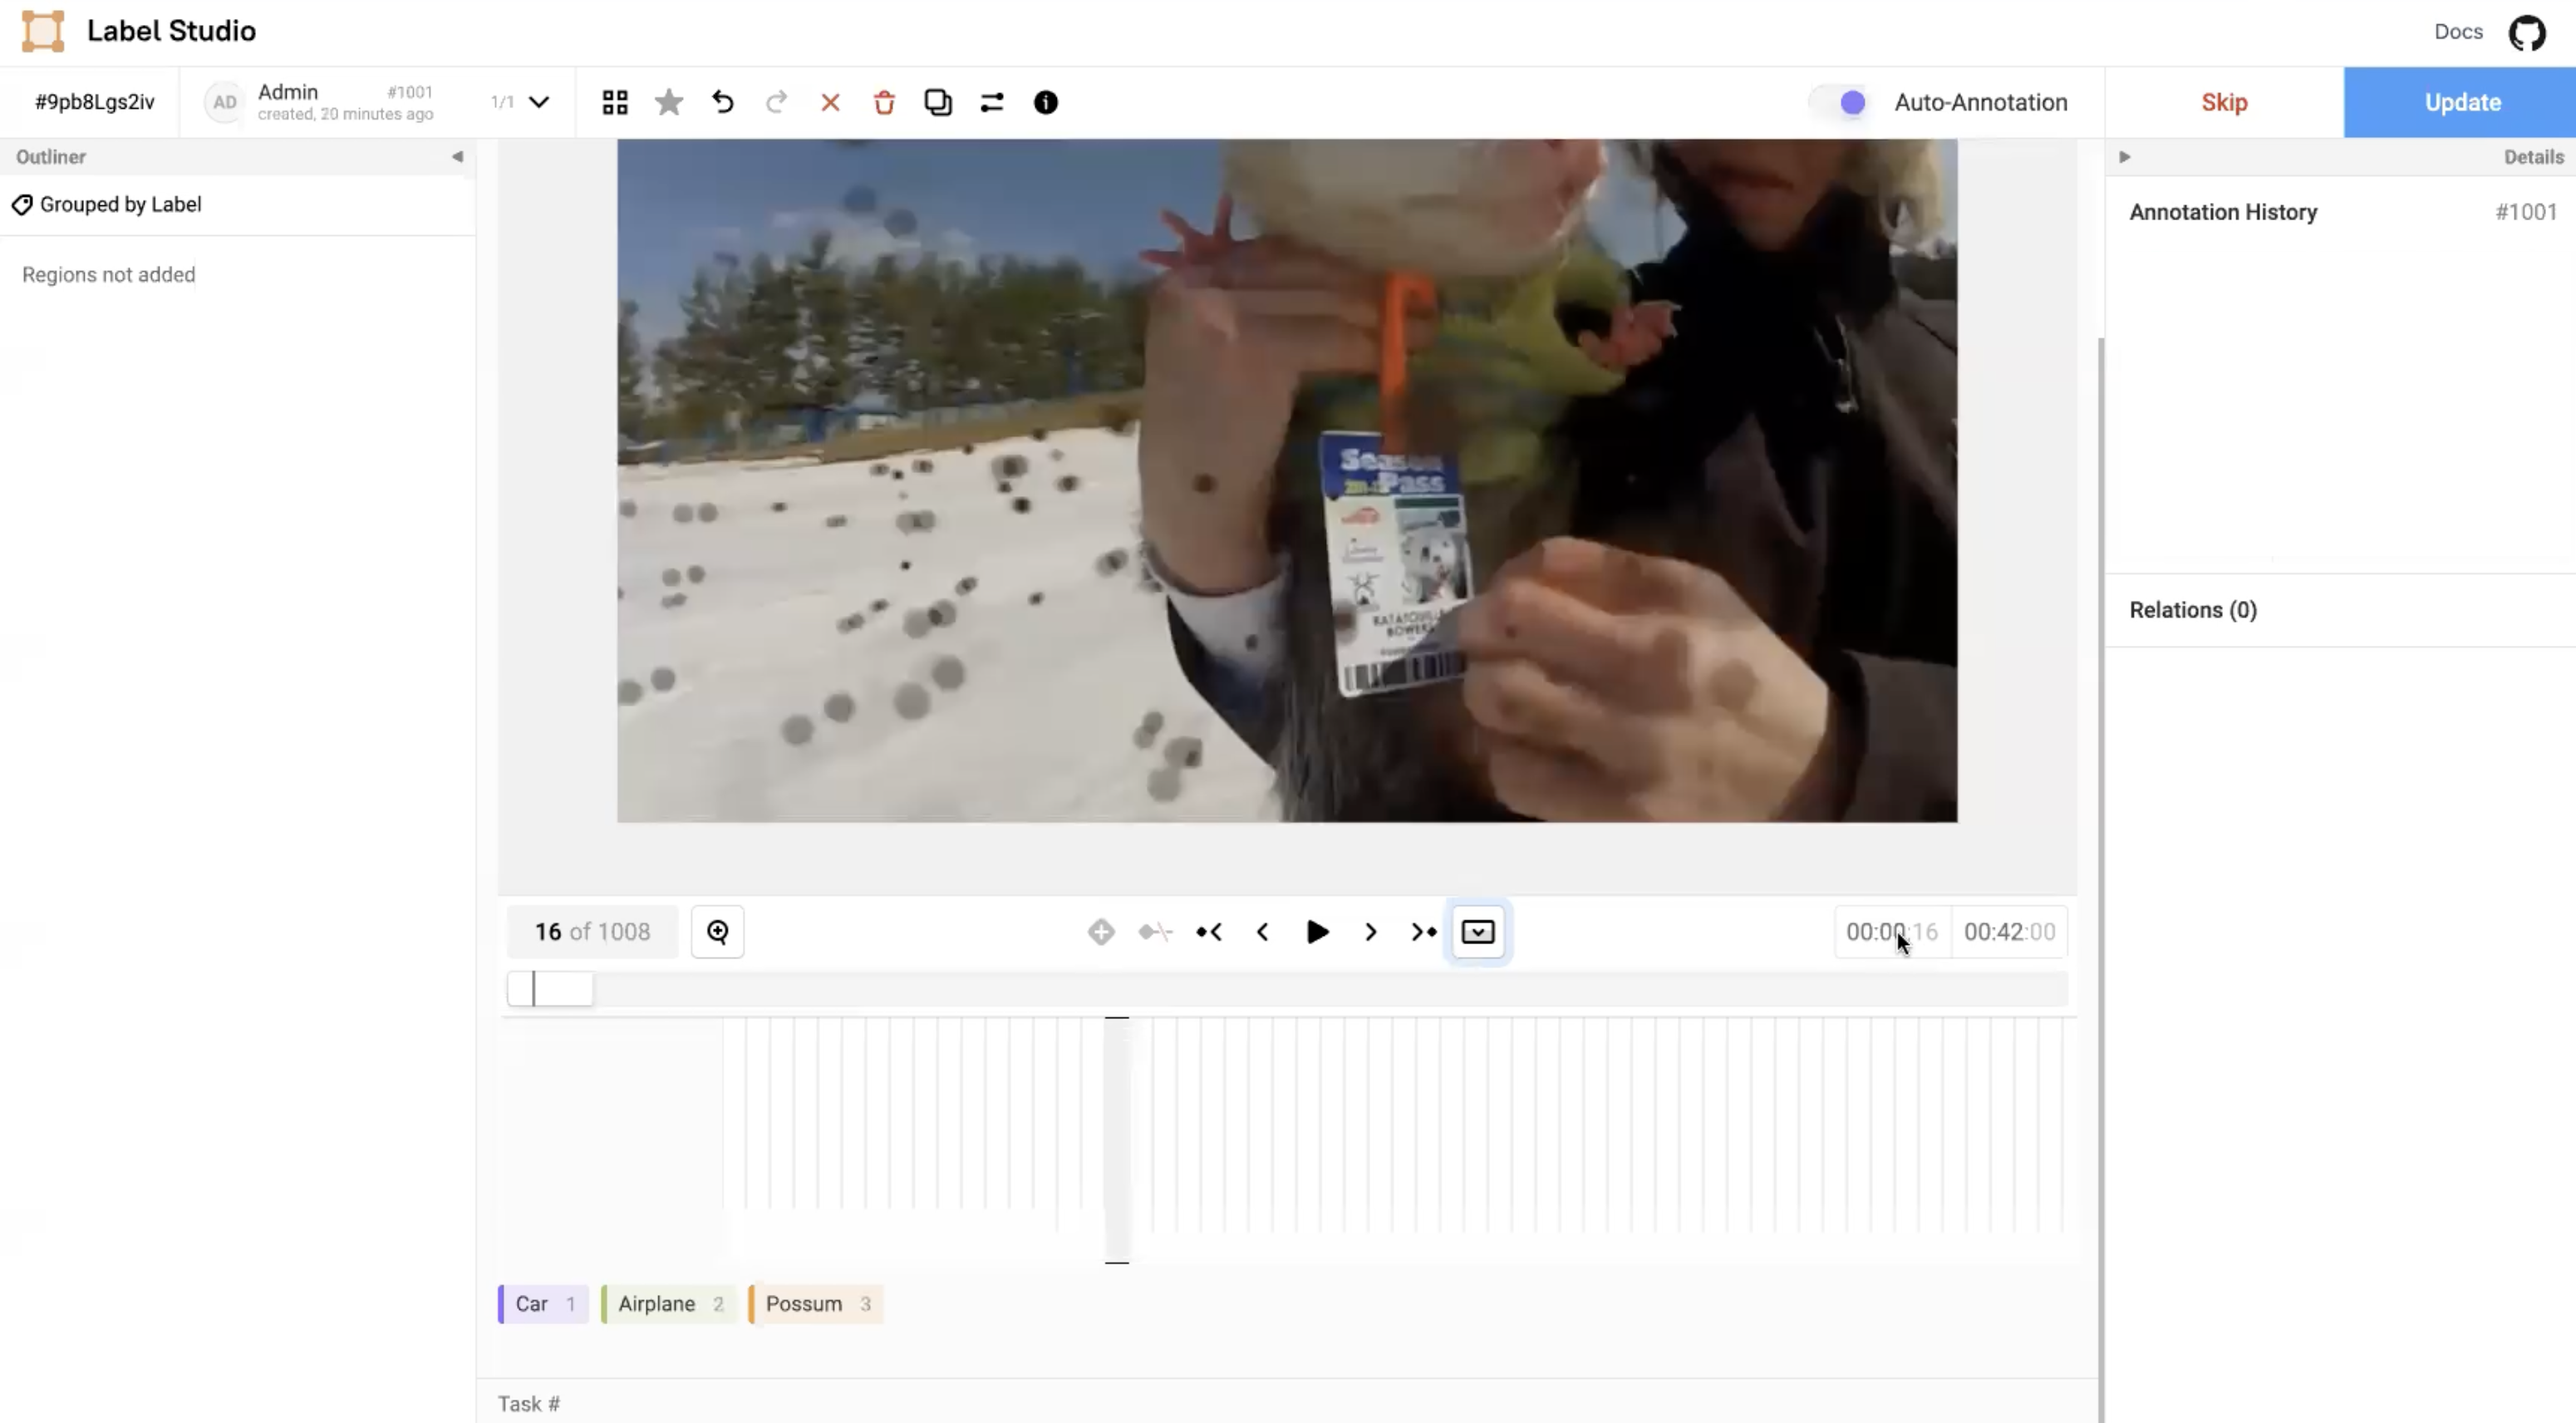 Label Studio
Docs
#9pb8Lgs2iv
AD
Admin
#1001
created, 20 minutes ago
1/1
Auto-Annotation
Skip
Update
Outliner
Details
Grouped by Label
Annotation History
#1001
Regions not added
Season
Pass
BOWERS
Relations (0)
16 of 1008
00:00:16
00:42:00
Car 1
Airplane 2
Possum 3
Task #